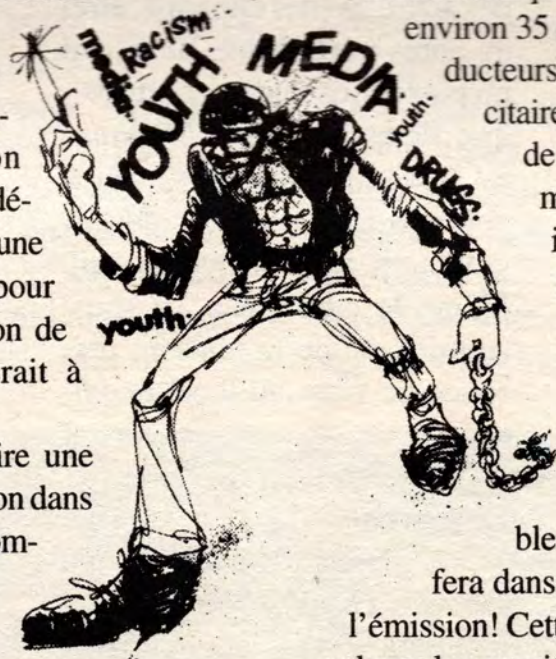 media.
Racism.
YOUTH
MEDIA
youth.
DRUGS.
youth.
on
dé-
une
pour
on de
rait à
ire une
on dans
om-
environ 35
ducteurs
citaire
de
m
i
ble
fera dans
l'émission! Cett